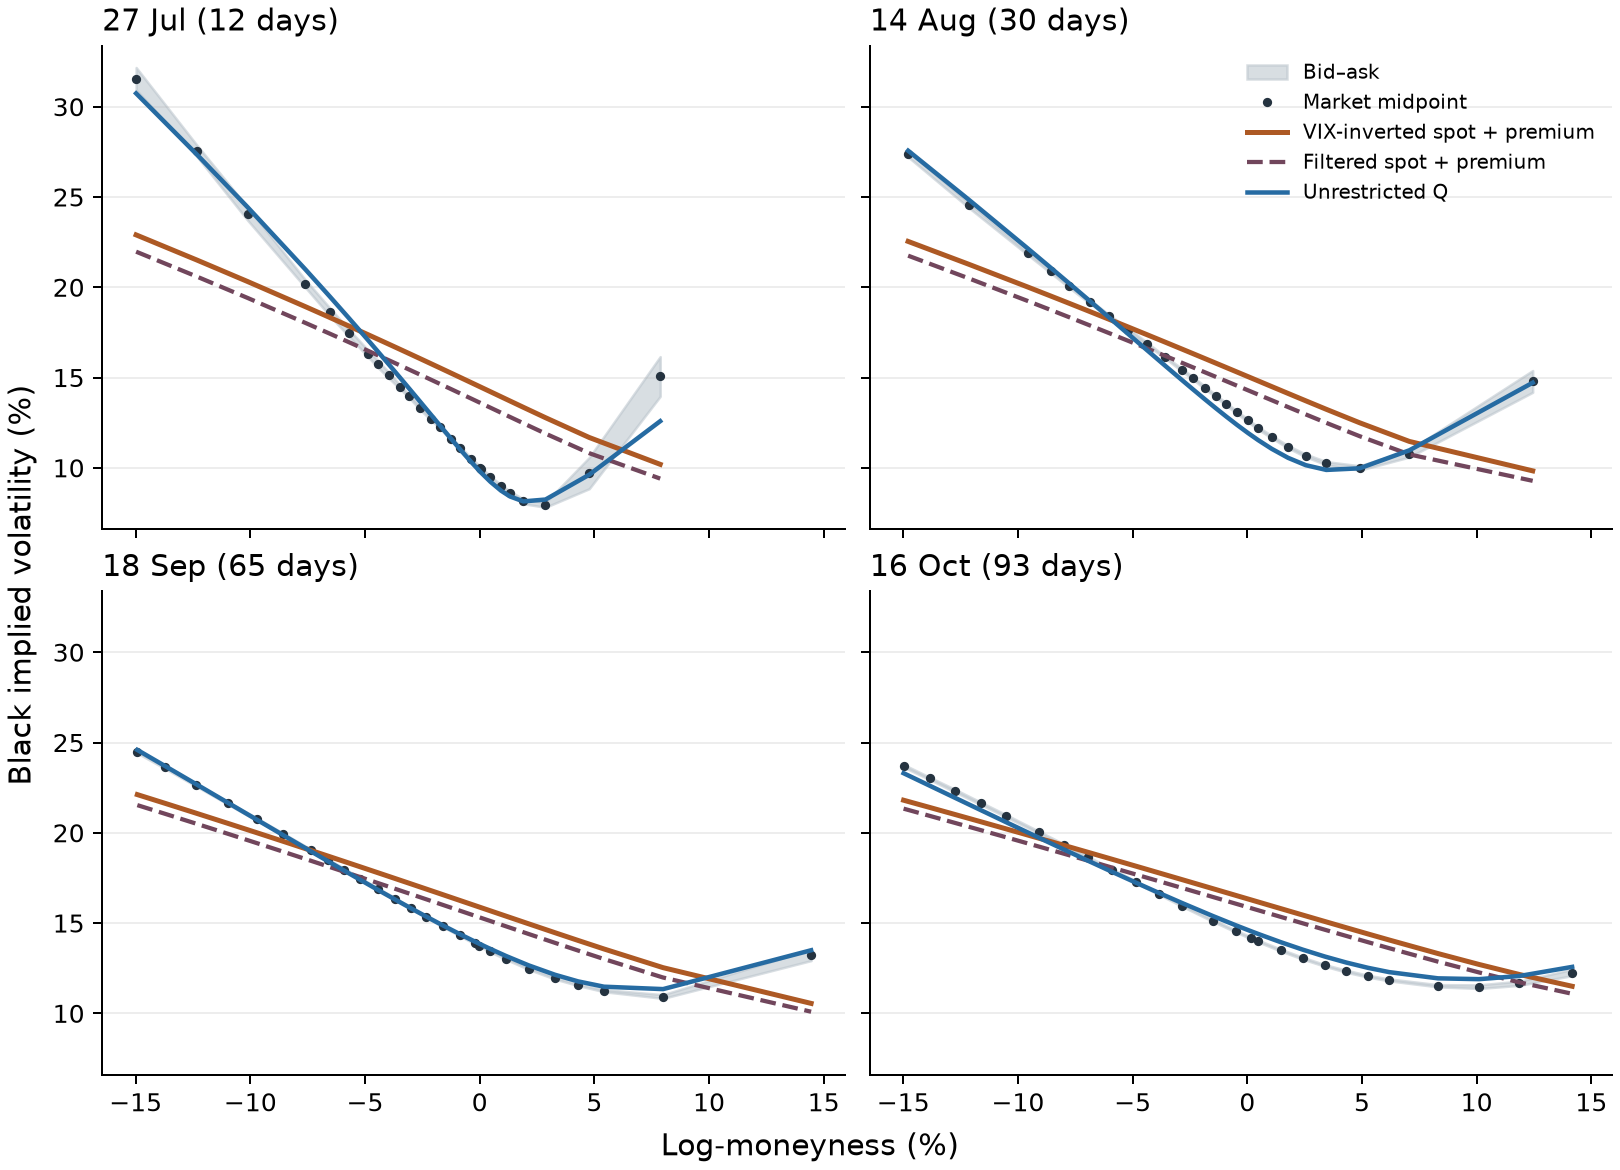 27 Jul (12 days)
14 Aug (30 days)
Bid–ask
Market midpoint
VIX-inverted spot + premium
Filtered spot + premium
Unrestricted Q
30
25
20
15
10
18 Sep (65 days)
16 Oct (93 days)
30
25
20
15
10
−15 −10 −5 0 5 10 15
−15 −10 −5 0 5 10 15
Black implied volatility (%)
Log-moneyness (%)